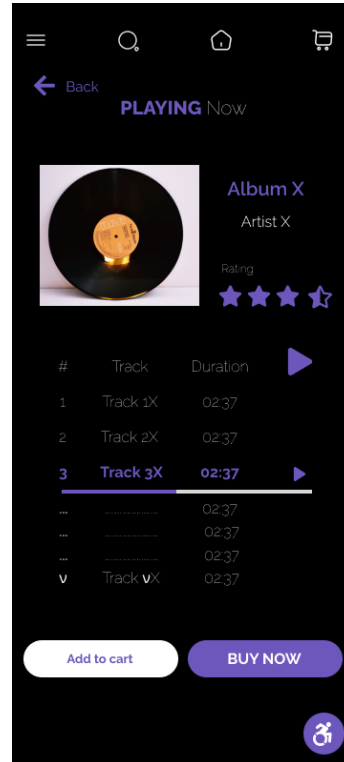 Back
PLAYING Now
Album X
Artist X
Rating
# Track Duration
1 Track 1X 02:37
2 Track 2X 02:37
3 Track 3X 02:37
... ..................... 02:37
... ..................... 02:37
... ..................... 02:37
ν Track νX 02:37
Add to cart
BUY NOW